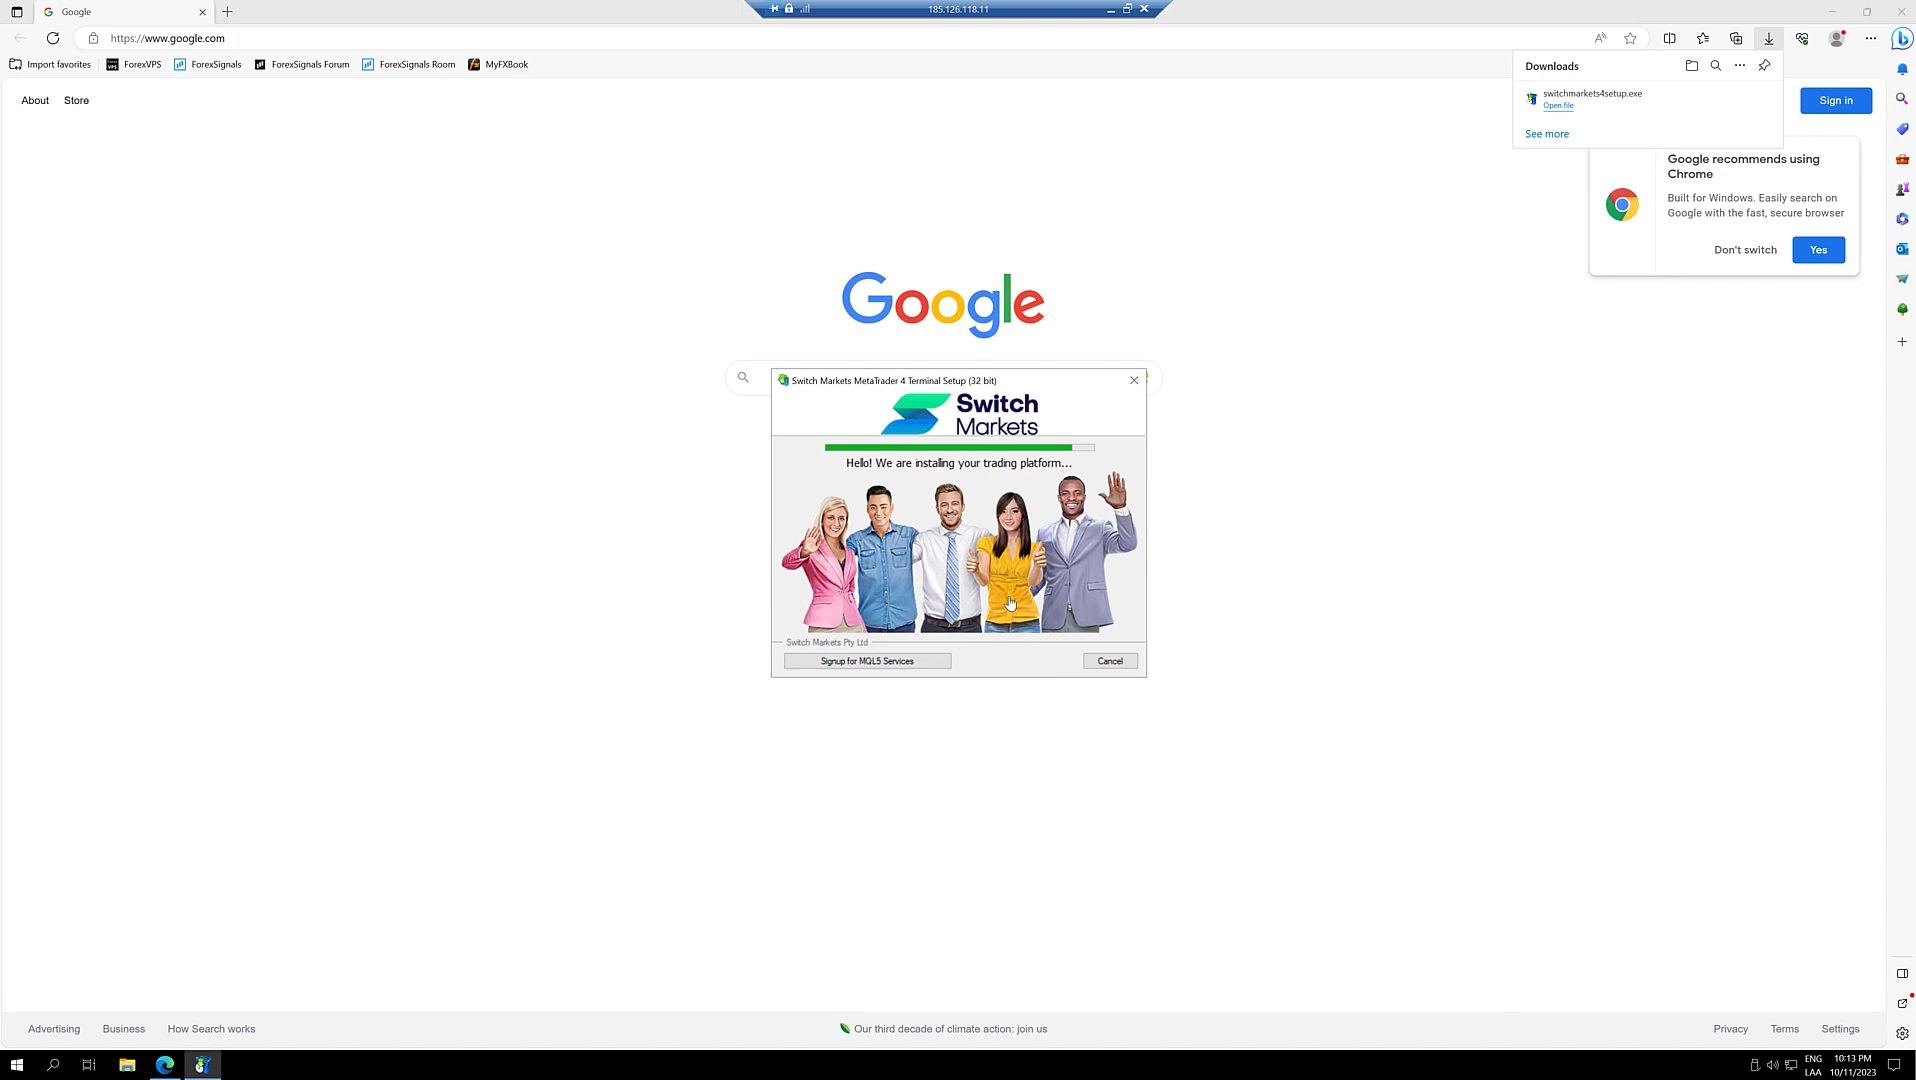 Google
185.126.118.11
https://www.google.com
Import favorites
ForexVPS
ForexSignals
ForexSignals Forum
ForexSignals Room
MyFXBook
Downloads
switchmarkets4setup.exe
Open file
See more
About
Store
Sign in
Google recommends using
Chrome
Built for Windows. Easily search on
Google with the fast, secure browser
Don't switch
Yes
Google
Switch Markets MetaTrader 4 Terminal Setup (32 bit)
Switch
Markets
Hello! We are installing your trading platform...
Switch Markets Pty Ltd
Signup for MQL5 Services
Cancel
Advertising
Business
How Search works
Our third decade of climate action: join us
Privacy
Terms
Settings
ENG
LAA
10:13 PM
10/11/2023